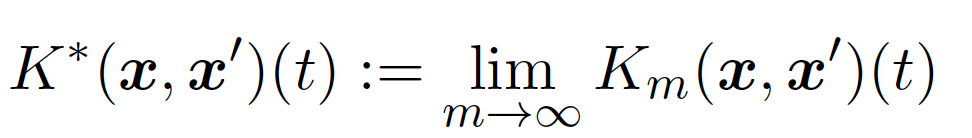 K*(x, x′)(t) := lim_{m→∞} K_m(x, x′)(t)